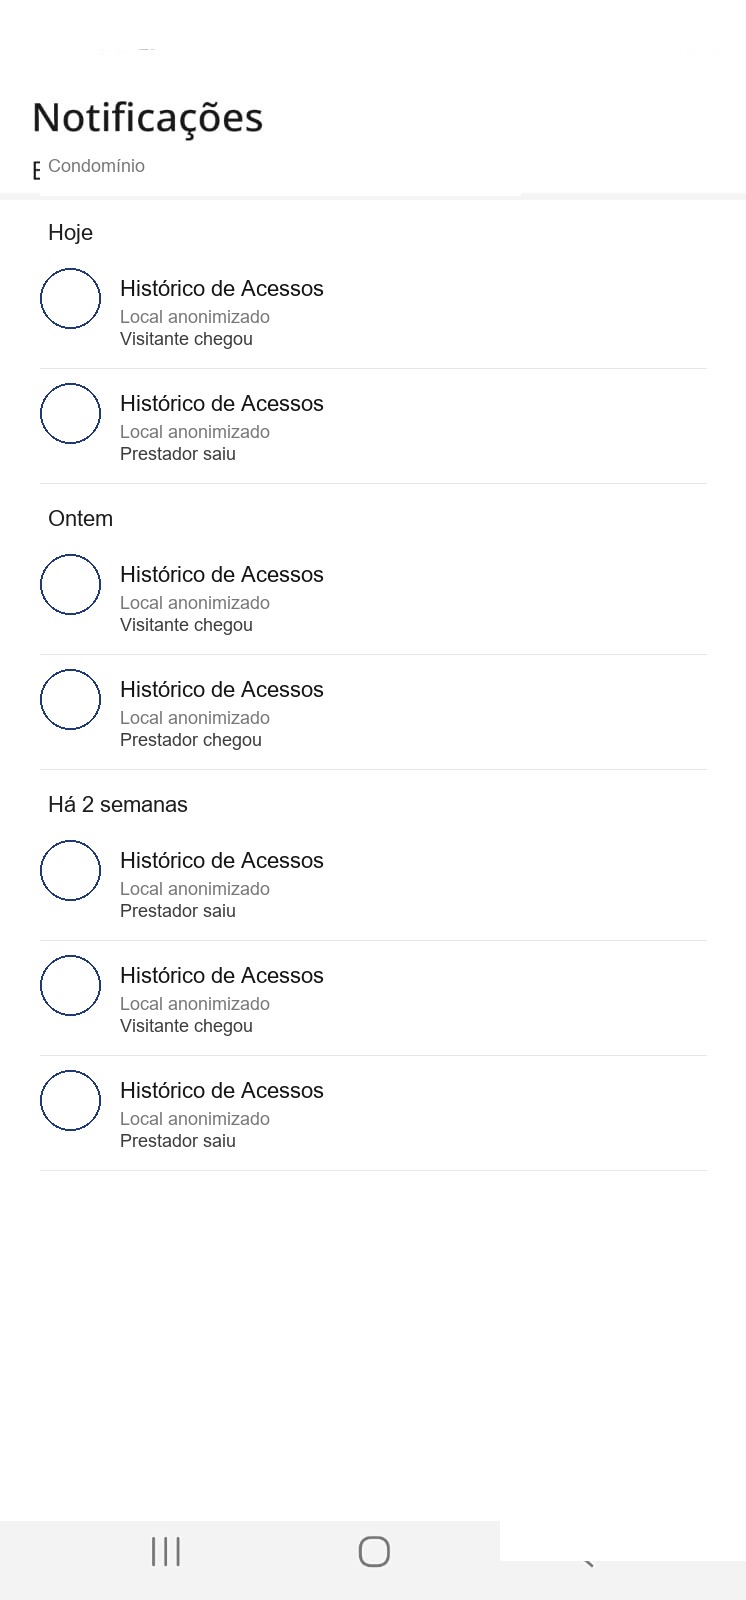 Notificações
Condomínio
Hoje
Histórico de Acessos
Local anonimizado
Visitante chegou
Histórico de Acessos
Local anonimizado
Prestador saiu
Ontem
Histórico de Acessos
Local anonimizado
Visitante chegou
Histórico de Acessos
Local anonimizado
Prestador chegou
Há 2 semanas
Histórico de Acessos
Local anonimizado
Prestador saiu
Histórico de Acessos
Local anonimizado
Visitante chegou
Histórico de Acessos
Local anonimizado
Prestador saiu